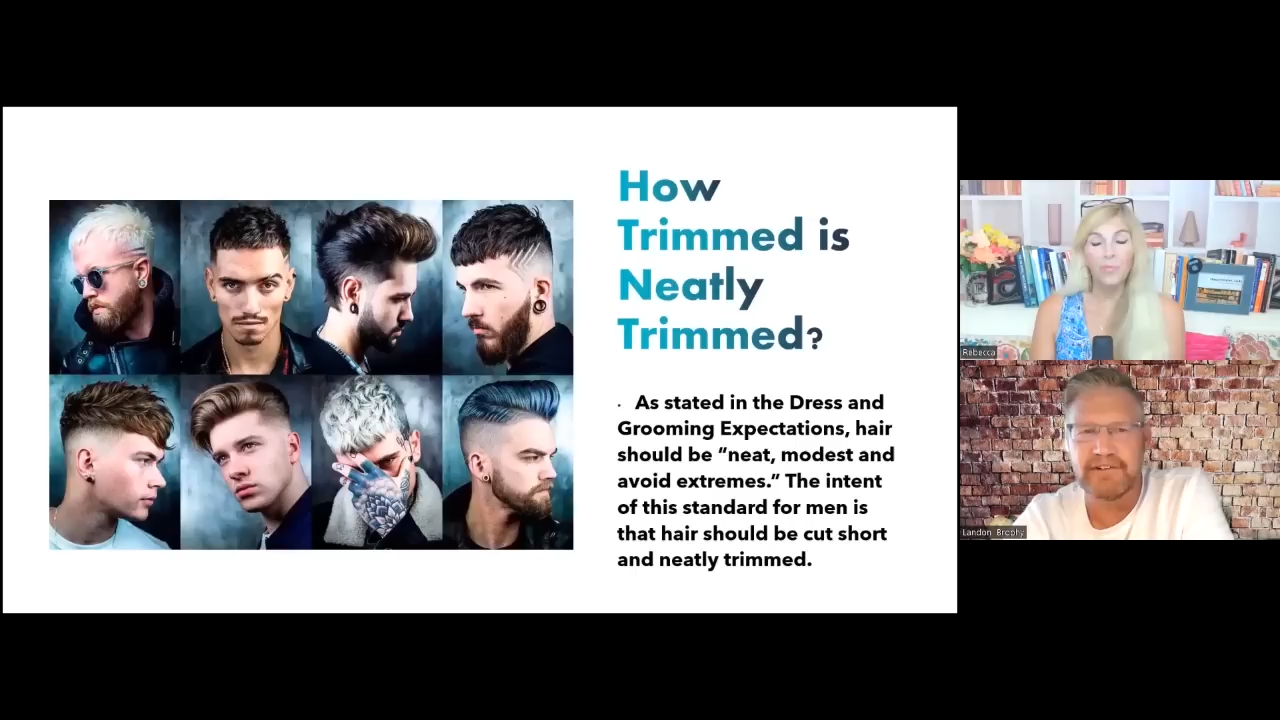 How
Trimmed is
Neatly
Trimmed?
· As stated in the Dress and
Grooming Expectations, hair
should be “neat, modest and
avoid extremes.” The intent
of this standard for men is
that hair should be cut short
and neatly trimmed.
Rebecca
Landon Brophy